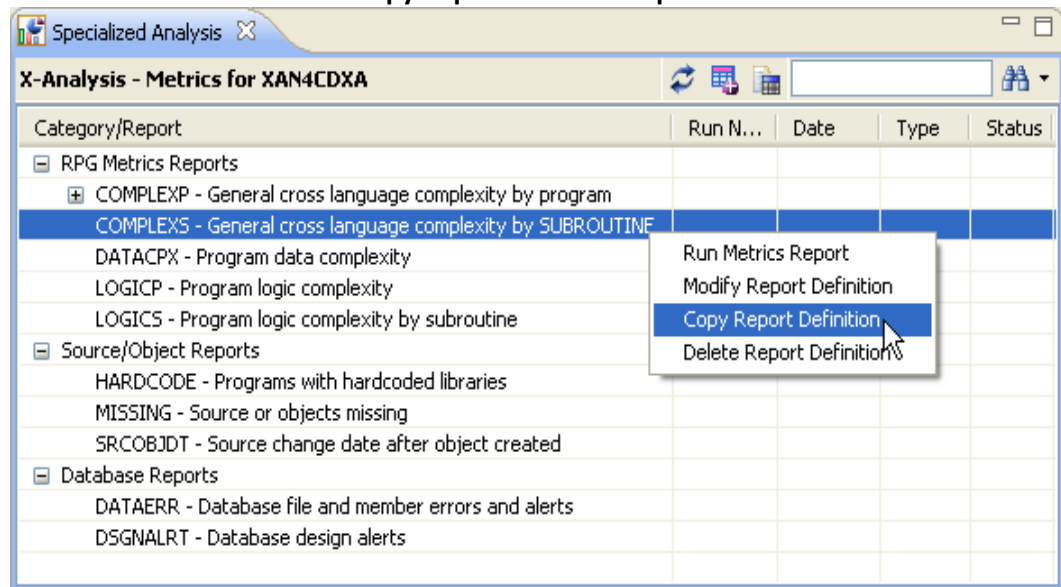 Specialized Analysis
X-Analysis - Metrics for XAN4CDXA
Category/Report Run N... Date Type Status
RPG Metrics Reports
COMPLEXP - General cross language complexity by program
COMPLEXS - General cross language complexity by SUBROUTINE
DATACPX - Program data complexity
LOGICP - Program logic complexity
LOGICS - Program logic complexity by subroutine
Source/Object Reports
HARDCODE - Programs with hardcoded libraries
MISSING - Source or objects missing
SRCOBJDT - Source change date after object created
Database Reports
DATAERR - Database file and member errors and alerts
DSGNALRT - Database design alerts
Run Metrics Report
Modify Report Definition
Copy Report Definition
Delete Report Definition